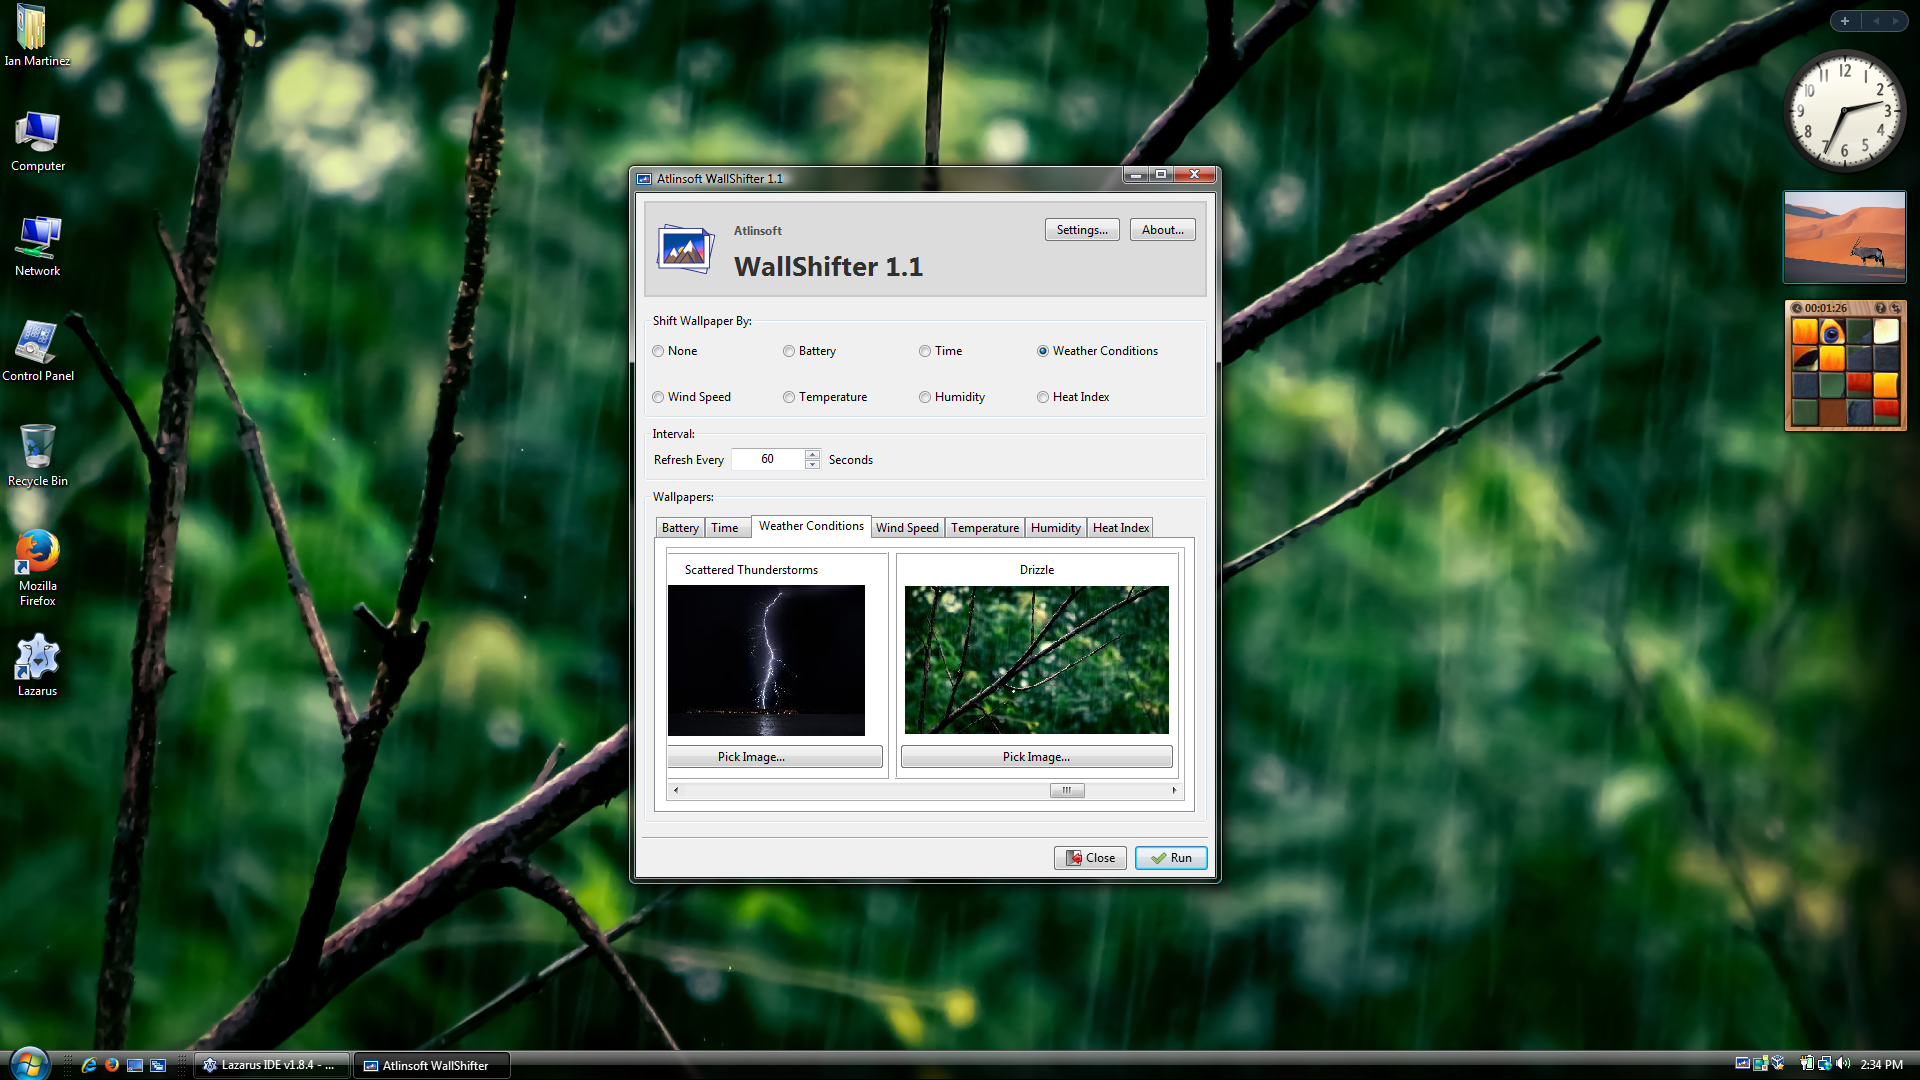 Ian Martinez
Computer
Network
Control Panel
Recycle Bin
Mozilla
Firefox
Lazarus
Atlinsoft WallShifter 1.1
Atlinsoft
WallShifter 1.1
Settings...
About...
Shift Wallpaper By:
None
Battery
Time
Weather Conditions
Wind Speed
Temperature
Humidity
Heat Index
Interval:
Refresh Every 60 Seconds
Wallpapers:
Battery
Time
Weather Conditions
Wind Speed
Temperature
Humidity
Heat Index
Scattered Thunderstorms
Drizzle
Pick Image...
Pick Image...
Close
Run
12
1
2
3
4
5
6
7
8
9
10
11
00:01:26
Lazarus IDE v1.8.4 - ...
Atlinsoft WallShifter
2:34 PM